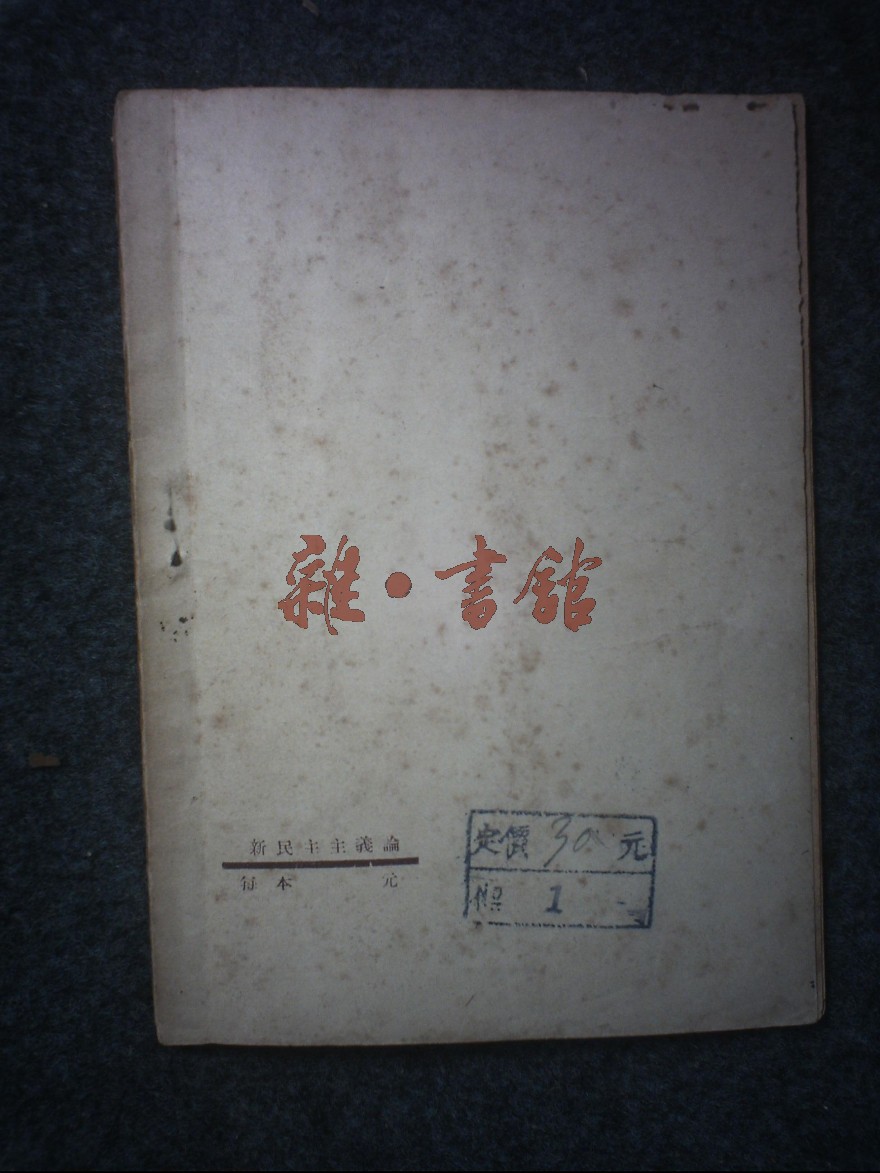 雜·書館
新民主主義論
每本 元
定價 30 元
№ 1